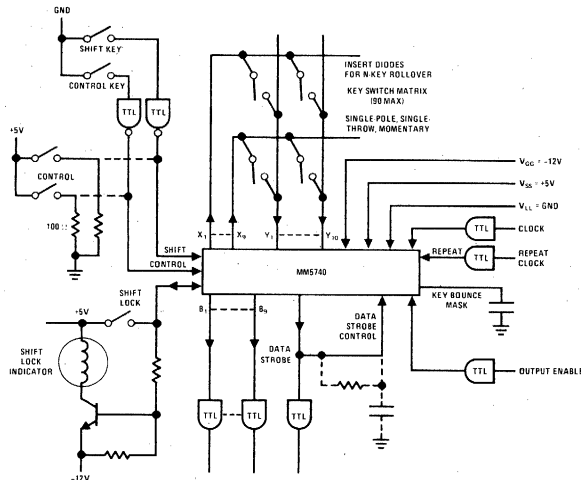 GND
SHIFT KEY
CONTROL KEY
TTL
TTL
+5V
CONTROL
100 Ω
INSERT DIODES
FOR N-KEY ROLLOVER
KEY SWITCH MATRIX
(90 MAX)
SINGLE-POLE, SINGLE-
THROW, MOMENTARY
VGG = -12V
VSS = +5V
VLL = GND
TTL
CLOCK
REPEAT
TTL
REPEAT
CLOCK
X1
X9
Y1
Y10
SHIFT
CONTROL
MM5740
KEY BOUNCE
MASK
SHIFT
LOCK
+5V
B1
B9
DATA
STROBE
CONTROL
DATA
STROBE
SHIFT
LOCK
INDICATOR
TTL
OUTPUT ENABLE
TTL
TTL
TTL
-12V